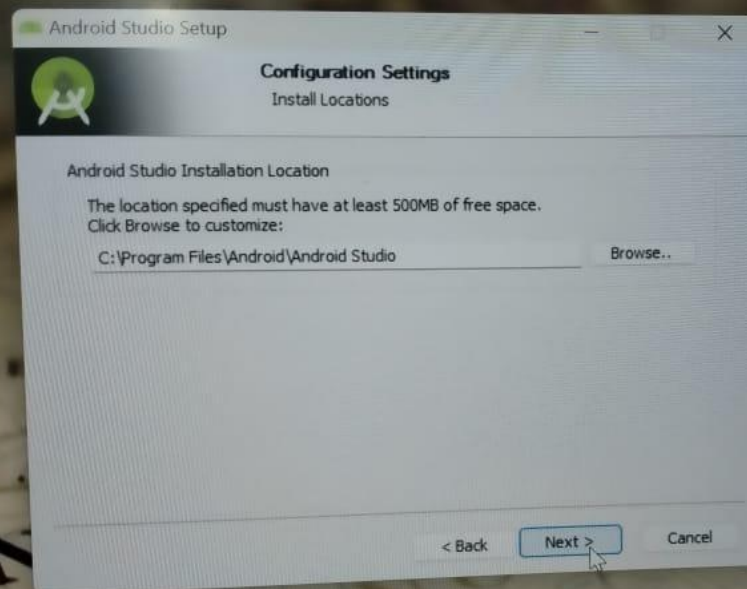 Android Studio Setup
Configuration Settings
Install Locations
Android Studio Installation Location
The location specified must have at least 500MB of free space.
Click Browse to customize:
C:\Program Files\Android\Android Studio
Browse..
< Back
Next >
Cancel